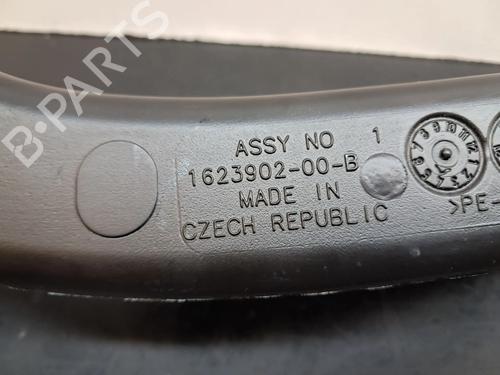 B-PARTS
ASSY NO 1
1623902-00-B
MADE IN
CZECH REPUBLIC
>PE-